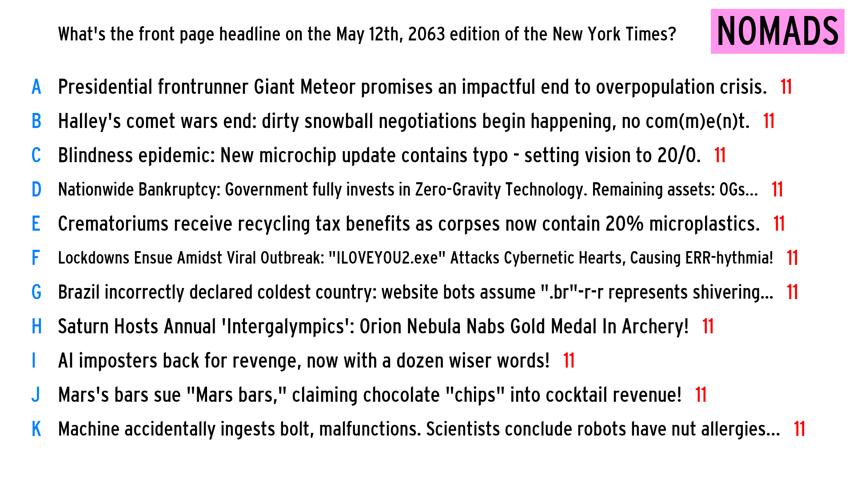 What's the front page headline on the May 12th, 2063 edition of the New York Times?
NOMADS
A Presidential frontrunner Giant Meteor promises an impactful end to overpopulation crisis. 11
B Halley's comet wars end: dirty snowball negotiations begin happening, no com(m)e(n)t. 11
C Blindness epidemic: New microchip update contains typo - setting vision to 20/0. 11
D Nationwide Bankruptcy: Government fully invests in Zero-Gravity Technology. Remaining assets: 0Gs... 11
E Crematoriums receive recycling tax benefits as corpses now contain 20% microplastics. 11
F Lockdowns Ensue Amidst Viral Outbreak: "ILOVEYOU2.exe" Attacks Cybernetic Hearts, Causing ERR-hythmia! 11
G Brazil incorrectly declared coldest country: website bots assume ".br"-r-r represents shivering... 11
H Saturn Hosts Annual 'Intergalympics': Orion Nebula Nabs Gold Medal In Archery! 11
I AI imposters back for revenge, now with a dozen wiser words! 11
J Mars's bars sue "Mars bars," claiming chocolate "chips" into cocktail revenue! 11
K Machine accidentally ingests bolt, malfunctions. Scientists conclude robots have nut allergies... 11